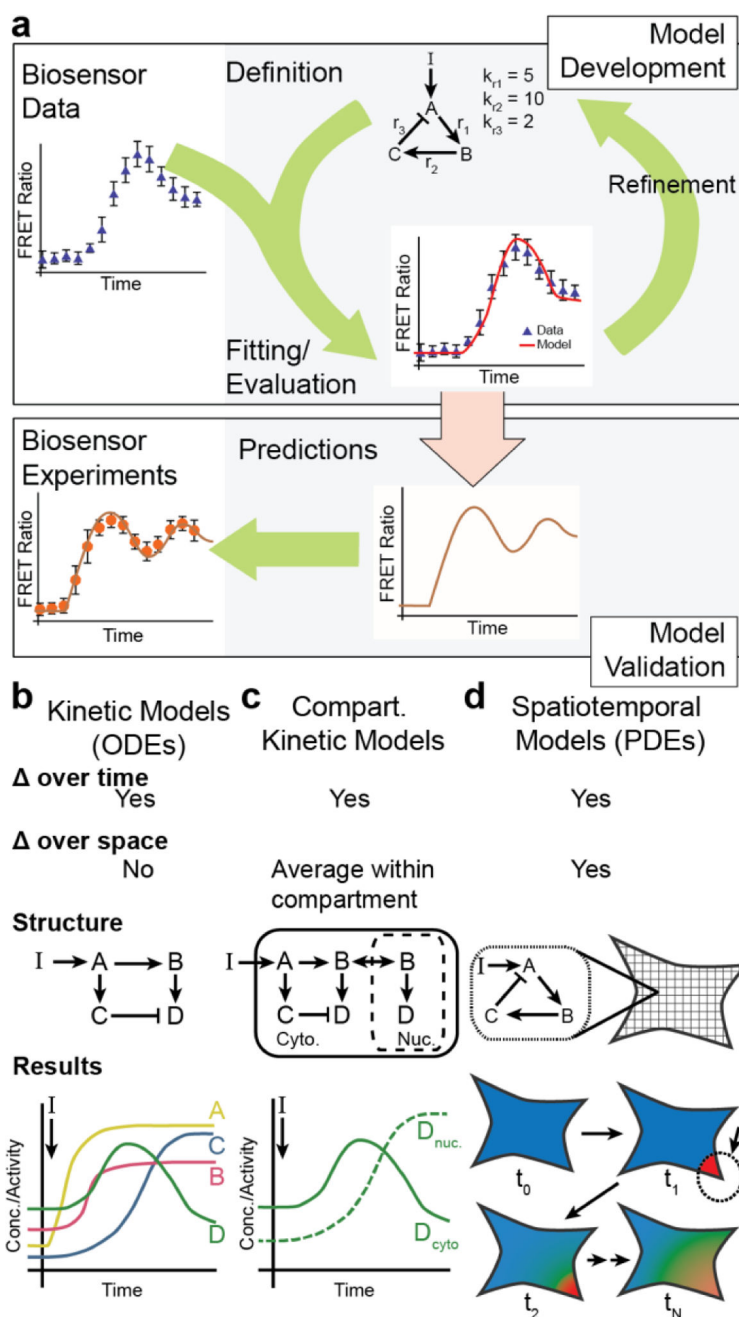 a
Model
Development
Biosensor
Data
Definition
I
A
r3
r1
C
B
r2
kr1 = 5
kr2 = 10
kr3 = 2
Refinement
FRET Ratio
Time
Fitting/
Evaluation
FRET Ratio
Data
Model
Time
Biosensor
Experiments
Predictions
FRET Ratio
Time
FRET Ratio
Time
Model
Validation
b
Kinetic Models
(ODEs)
c
Compart.
Kinetic Models
d
Spatiotemporal
Models (PDEs)
Δ over time
Yes
Yes
Yes
Δ over space
No
Average within
compartment
Yes
Structure
I A B
C D
I A B B
C D D
Cyto. Nuc.
I A
C B
Results
I
A
C
B
D
Conc./Activity
Time
I
Dnuc.
Dcyto
Conc./Activity
Time
t0
t1
t2
tN